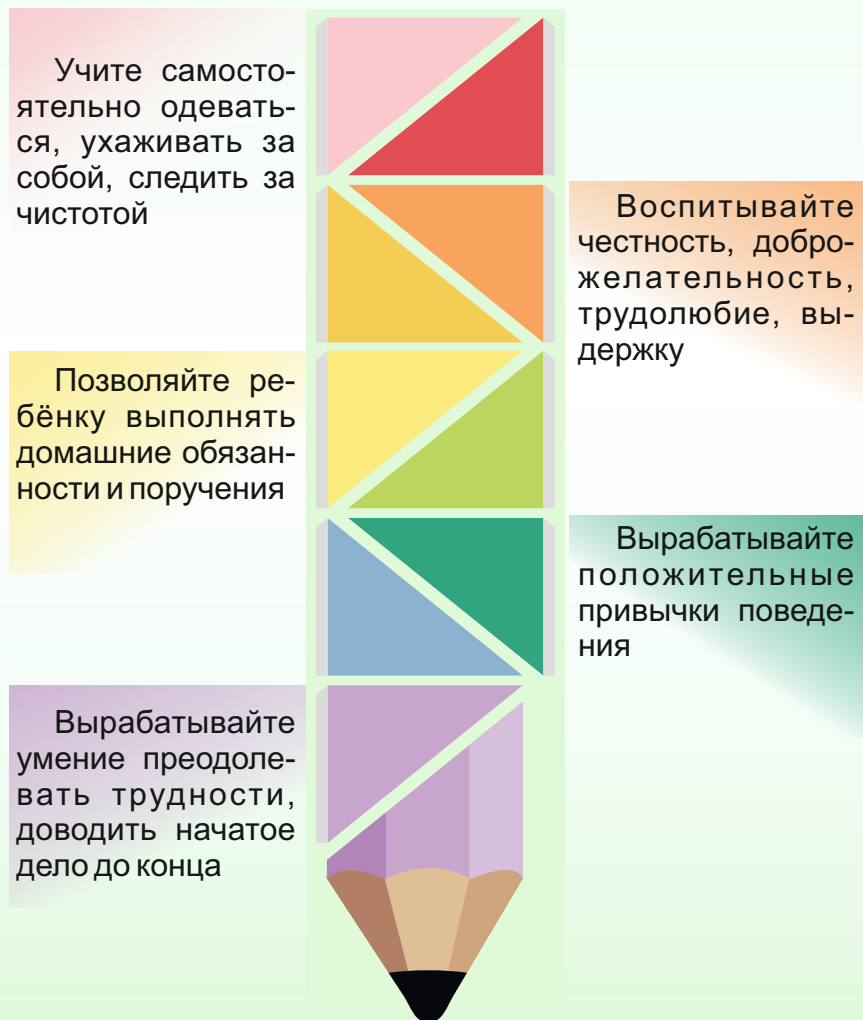 Учите самосто-
ятельно одевать-
ся, ухаживать за
собой, следить за
чистотой
Воспитывайте
честность, добро-
желательность,
трудолюбие, вы-
держку
Позволяйте ре-
бёнку выполнять
домашние обязан-
ности и поручения
Вырабатывайте
положительные
привычки поведе-
ния
Вырабатывайте
умение преодоле-
вать трудности,
доводить начатое
дело до конца